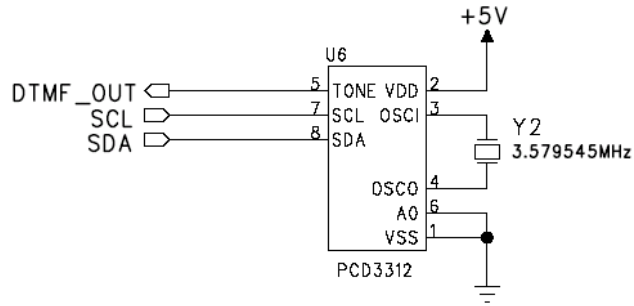 +5V
U6
DTMF_OUT 5 TONE VDD 2
SCL 7 SCL OSCI 3
SDA 8 SDA
Y2
3.579545MHz
OSCO 4
A0 6
VSS 1
PCD3312